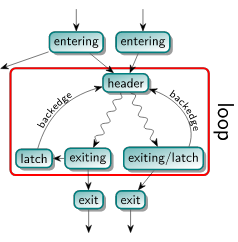 entering
entering
header
backedge
backedge
loop
latch
exiting
exiting/latch
exit
exit